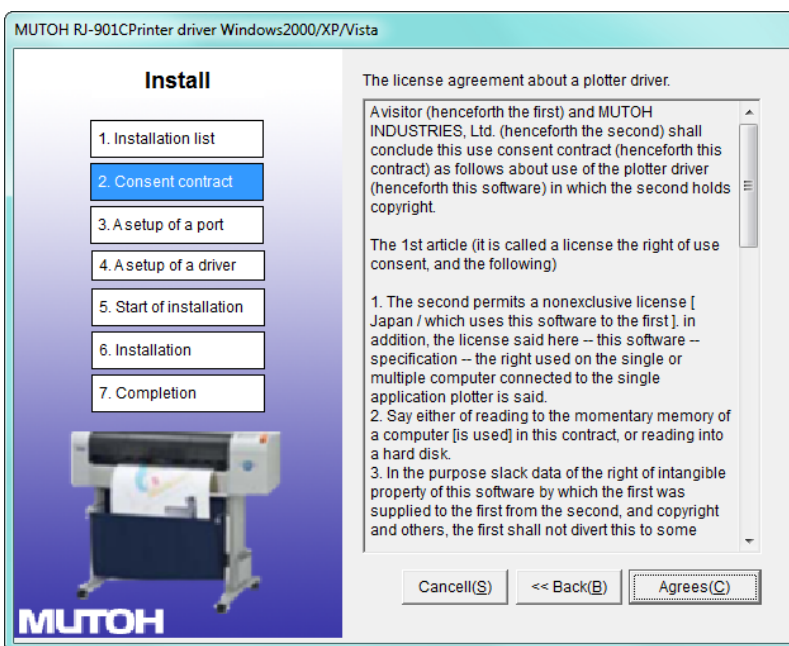 MUTOH RJ-901CPrinter driver Windows2000/XP/Vista
Install
1. Installation list
2. Consent contract
3. A setup of a port
4. A setup of a driver
5. Start of installation
6. Installation
7. Completion
MUTOH
The license agreement about a plotter driver.
Avisitor (henceforth the first) and MUTOH
INDUSTRIES, Ltd. (henceforth the second) shall
conclude this use consent contract (henceforth this
contract) as follows about use of the plotter driver
(henceforth this software) in which the second holds
copyright.
The 1st article (it is called a license the right of use
consent, and the following)
1. The second permits a nonexclusive license [
Japan / which uses this software to the first ]. in
addition, the license said here -- this software --
specification -- the right used on the single or
multiple computer connected to the single
application plotter is said.
2. Say either of reading to the momentary memory of
a computer [is used] in this contract, or reading into
a hard disk.
3. In the purpose slack data of the right of intangible
property of this software by which the first was
supplied to the first from the second, and copyright
and others, the first shall not divert this to some
Cancell(S)
<< Back(B)
Agrees(C)